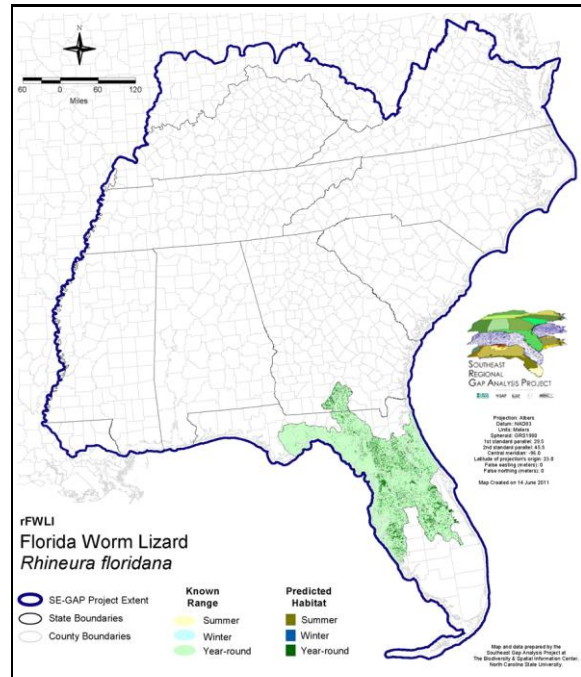 N
60 0 60 120
Miles
SOUTHEAST
REGIONAL
GAP ANALYSIS PROJECT
Projection: Albers
Datum: NAD83
Units: Meters
Spheroid: GRS1980
1st standard parallel: 29.5
2nd standard parallel: 45.5
Central meridian: -96.0
Latitude of projection's origin: 23.0
False easting (meters): 0
False northing (meters): 0
Map Created on 14 June 2011
rFWLI
Florida Worm Lizard
Rhineura floridana
SE-GAP Project Extent
State Boundaries
County Boundaries
Known
Range
Summer
Winter
Year-round
Predicted
Habitat
Summer
Winter
Year-round
Map and data prepared by the
Southeast Gap Analysis Project at
The Biodiversity & Spatial Information Center,
North Carolina State University.